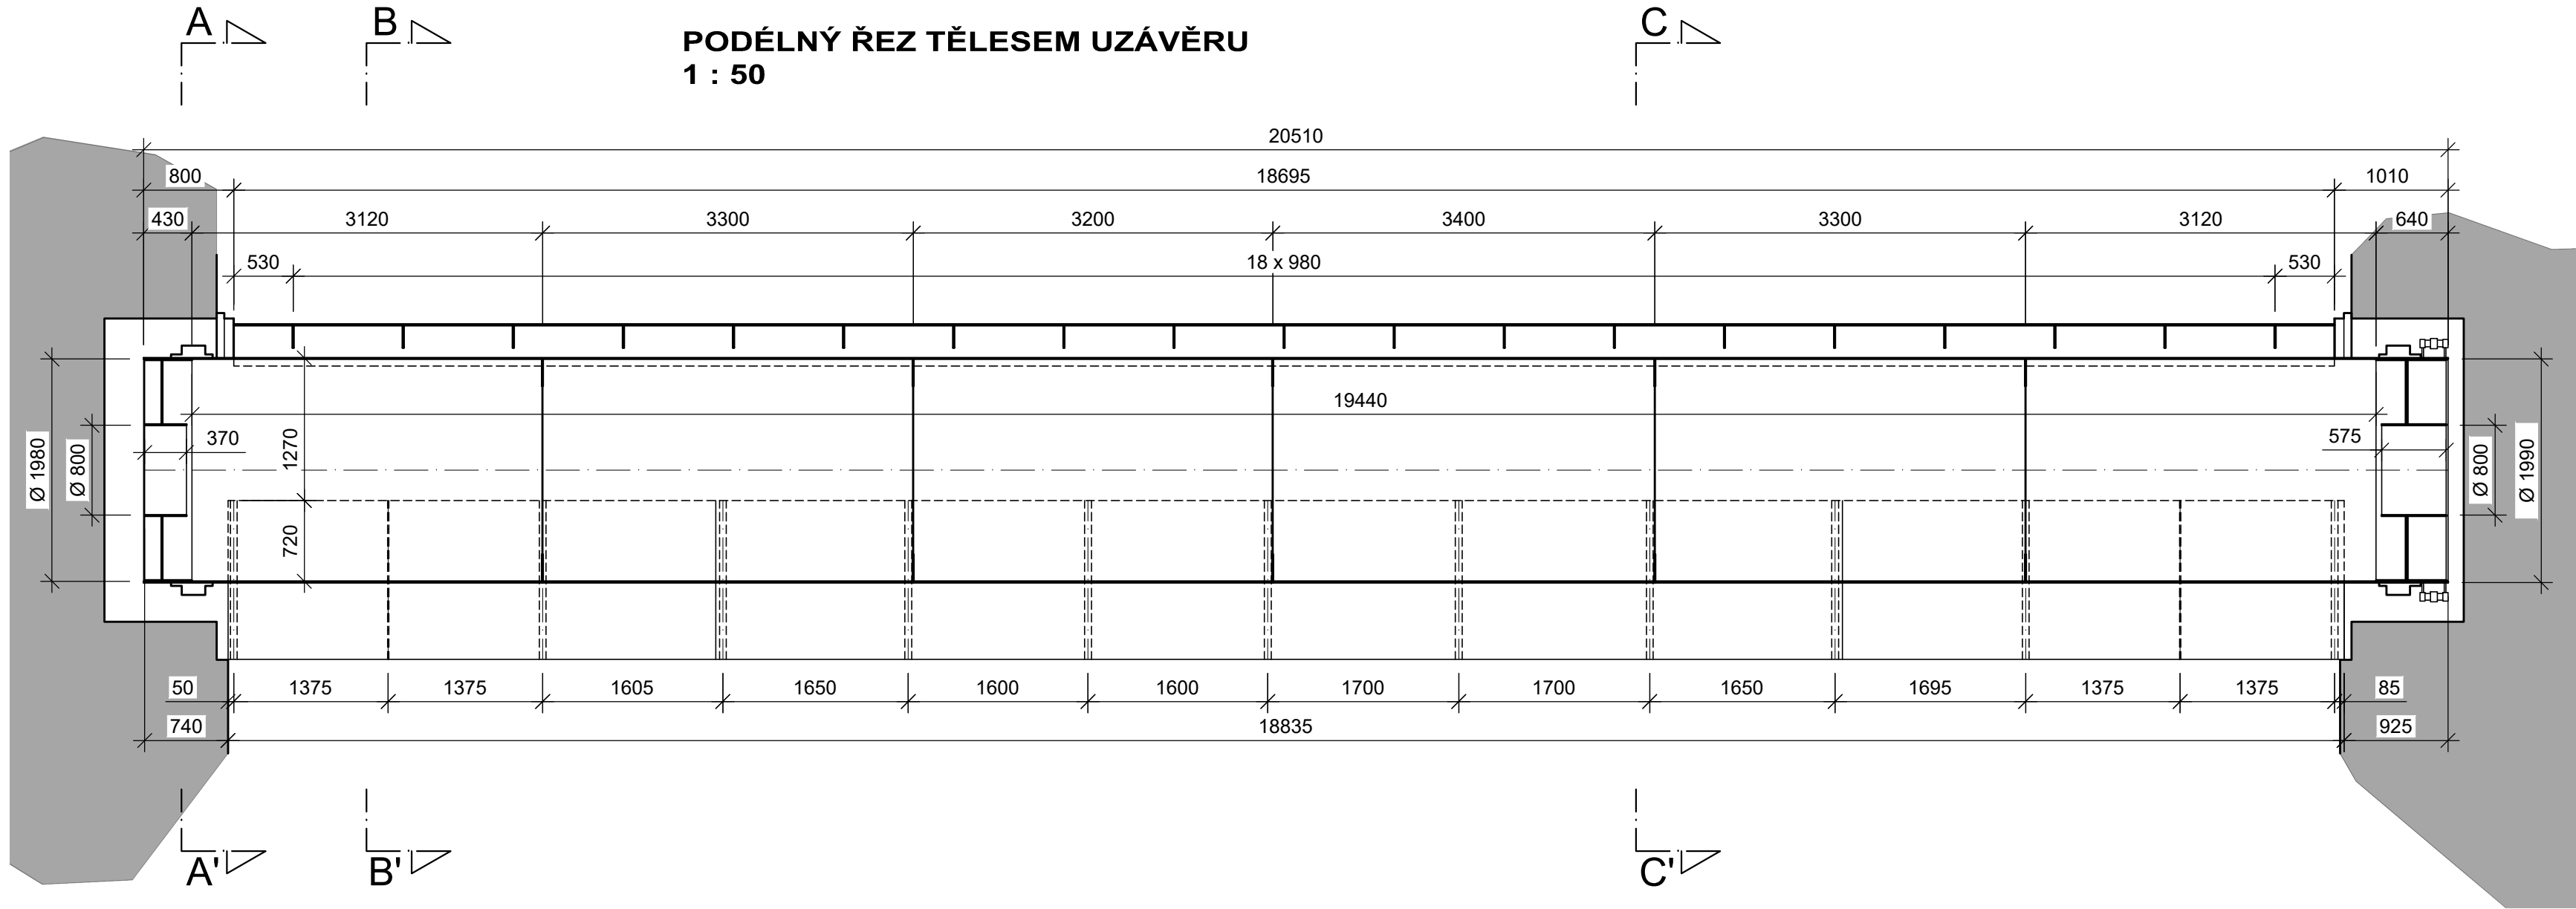 A B C
PODÉLNÝ ŘEZ TĚLESEM UZÁVĚRU
1 : 50
20510
800 18695 1010
430 3120 3300 3200 3400 3300 3120 640
530 18 x 980 530
19440
370 575
Ø 1980 Ø 800 1270 Ø 800 Ø 1990
720
50 1375 1375 1605 1650 1600 1600 1700 1700 1650 1695 1375 1375 85
740 18835 925
A' B' C'